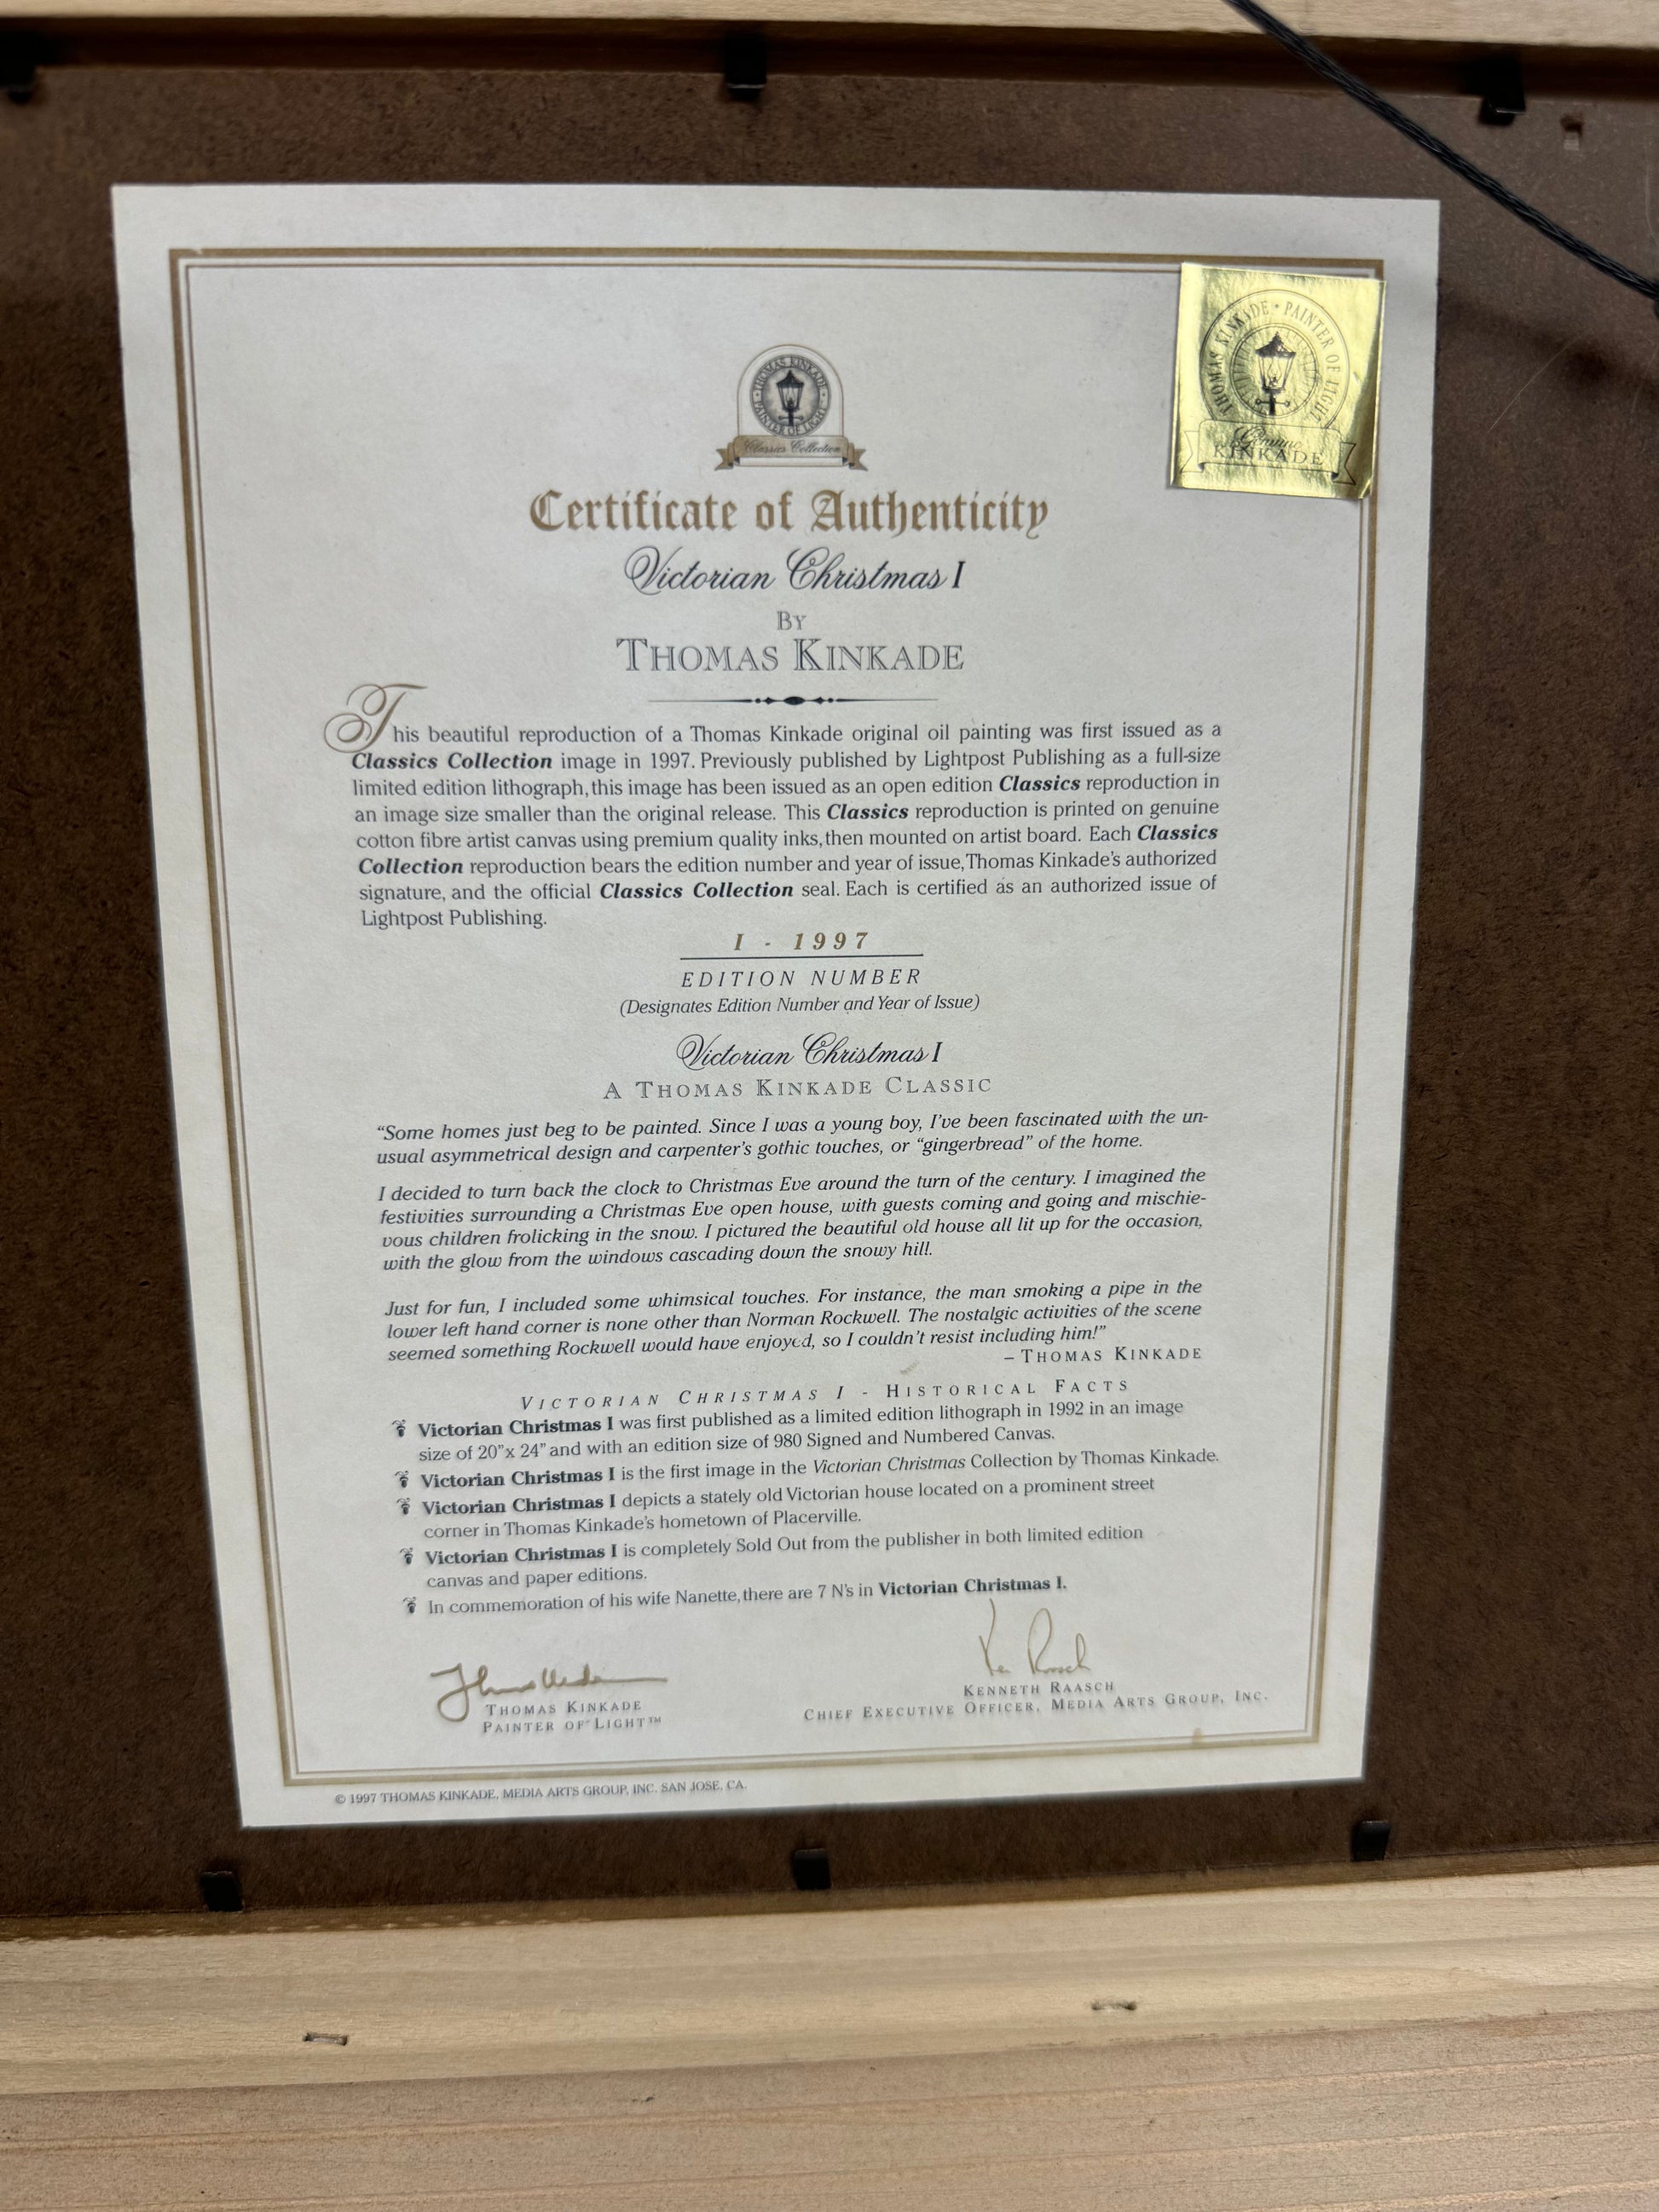 THOMAS KINKADE • PAINTER OF LIGHT
Genuine
KINKADE
THOMAS KINKADE
PAINTER OF LIGHT
Classics Collection
Certificate of Authenticity
Victorian Christmas I
BY
THOMAS KINKADE
This beautiful reproduction of a Thomas Kinkade original oil painting was first issued as a
Classics Collection image in 1997. Previously published by Lightpost Publishing as a full-size
limited edition lithograph, this image has been issued as an open edition Classics reproduction in
an image size smaller than the original release. This Classics reproduction is printed on genuine
cotton fibre artist canvas using premium quality inks, then mounted on artist board. Each Classics
Collection reproduction bears the edition number and year of issue, Thomas Kinkade's authorized
signature, and the official Classics Collection seal. Each is certified as an authorized issue of
Lightpost Publishing.
I - 1997
EDITION NUMBER
(Designates Edition Number and Year of Issue)
Victorian Christmas I
A THOMAS KINKADE CLASSIC
“Some homes just beg to be painted. Since I was a young boy, I've been fascinated with the un-
usual asymmetrical design and carpenter's gothic touches, or “gingerbread” of the home.
I decided to turn back the clock to Christmas Eve around the turn of the century. I imagined the
festivities surrounding a Christmas Eve open house, with guests coming and going and mischie-
vous children frolicking in the snow. I pictured the beautiful old house all lit up for the occasion,
with the glow from the windows cascading down the snowy hill.
Just for fun, I included some whimsical touches. For instance, the man smoking a pipe in the
lower left hand corner is none other than Norman Rockwell. The nostalgic activities of the scene
seemed something Rockwell would have enjoyed, so I couldn't resist including him!”
– THOMAS KINKADE
VICTORIAN CHRISTMAS I - HISTORICAL FACTS
Victorian Christmas I was first published as a limited edition lithograph in 1992 in an image
size of 20"x 24" and with an edition size of 980 Signed and Numbered Canvas.
Victorian Christmas I is the first image in the Victorian Christmas Collection by Thomas Kinkade.
Victorian Christmas I depicts a stately old Victorian house located on a prominent street
corner in Thomas Kinkade's hometown of Placerville.
Victorian Christmas I is completely Sold Out from the publisher in both limited edition
canvas and paper editions.
In commemoration of his wife Nanette, there are 7 N's in Victorian Christmas I.
Ken Raasch
THOMAS KINKADE
PAINTER OF LIGHT™
KENNETH RAASCH
CHIEF EXECUTIVE OFFICER, MEDIA ARTS GROUP, INC.
© 1997 THOMAS KINKADE, MEDIA ARTS GROUP, INC. SAN JOSE, CA.